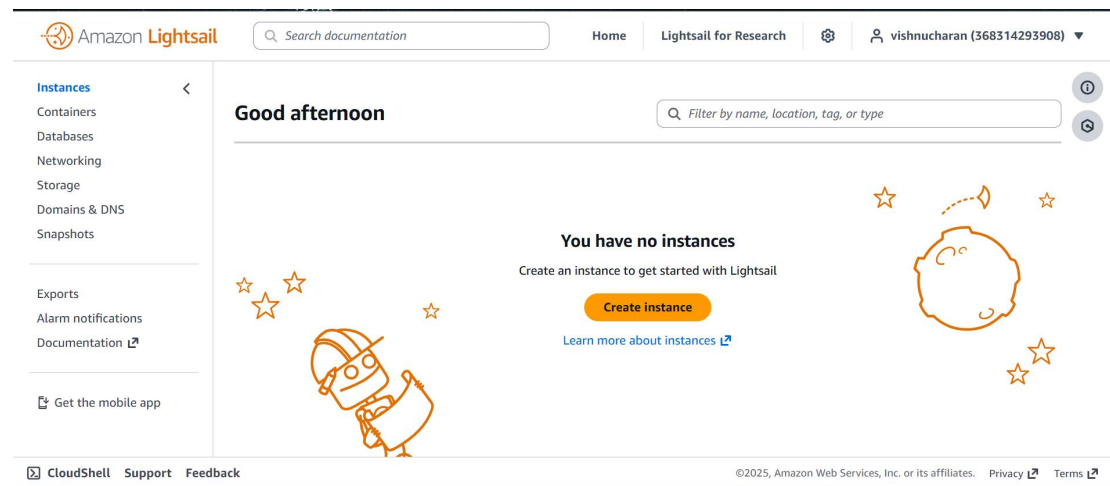 Amazon Lightsail
Search documentation
Home
Lightsail for Research
vishnucharan (368314293908)
Instances
Containers
Databases
Networking
Storage
Domains & DNS
Snapshots
Exports
Alarm notifications
Documentation
Get the mobile app
Good afternoon
Filter by name, location, tag, or type
You have no instances
Create an instance to get started with Lightsail
Create instance
Learn more about instances
CloudShell Support Feedback
©2025, Amazon Web Services, Inc. or its affiliates. Privacy Terms